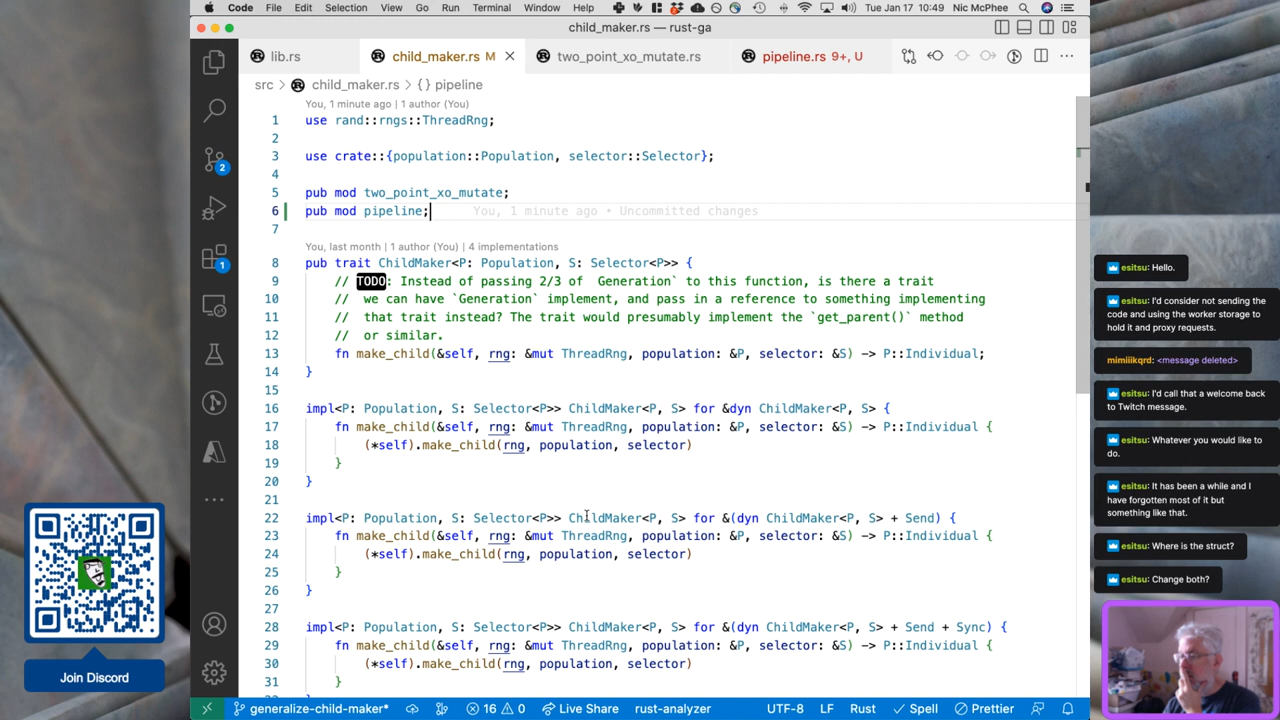 Code File Edit Selection View Go Run Terminal Window Help Tue Jan 17 10:49 Nic McPhee
child_maker.rs — rust-ga
lib.rs child_maker.rs M two_point_xo_mutate.rs pipeline.rs 9+, U
src > child_maker.rs > {} pipeline
You, 1 minute ago | 1 author (You)
1 use rand::rngs::ThreadRng;
2
3 use crate::{population::Population, selector::Selector};
4
5 pub mod two_point_xo_mutate;
6 pub mod pipeline; You, 1 minute ago • Uncommitted changes
7
You, last month | 1 author (You) | 4 implementations
8 pub trait ChildMaker<P: Population, S: Selector<P>> {
9 // TODO: Instead of passing 2/3 of `Generation` to this function, is there a trait
10 // we can have `Generation` implement, and pass in a reference to something implementing
11 // that trait instead? The trait would presumably implement the `get_parent()` method
12 // or similar.
13 fn make_child(&self, rng: &mut ThreadRng, population: &P, selector: &S) -> P::Individual;
14 }
15
16 impl<P: Population, S: Selector<P>> ChildMaker<P, S> for &dyn ChildMaker<P, S> {
17 fn make_child(&self, rng: &mut ThreadRng, population: &P, selector: &S) -> P::Individual {
18 (*self).make_child(rng, population, selector)
19 }
20 }
21
22 impl<P: Population, S: Selector<P>> ChildMaker<P, S> for &(dyn ChildMaker<P, S> + Send) {
23 fn make_child(&self, rng: &mut ThreadRng, population: &P, selector: &S) -> P::Individual {
24 (*self).make_child(rng, population, selector)
25 }
26 }
27
28 impl<P: Population, S: Selector<P>> ChildMaker<P, S> for &(dyn ChildMaker<P, S> + Send + Sync) {
29 fn make_child(&self, rng: &mut ThreadRng, population: &P, selector: &S) -> P::Individual {
30 (*self).make_child(rng, population, selector)
31 }
2
1
generalize-child-maker* 16 0 Live Share rust-analyzer UTF-8 LF Rust Spell Prettier
Join Discord
esitsu: Hello.
esitsu: I'd consider not sending the
code and using the worker storage to
hold it and proxy requests.
mimiiikqrd: <message deleted>
esitsu: I'd call that a welcome back
to Twitch message.
esitsu: Whatever you would like to
do.
esitsu: It has been a while and I
have forgotten most of it but
something like that.
esitsu: Where is the struct?
esitsu: Change both?